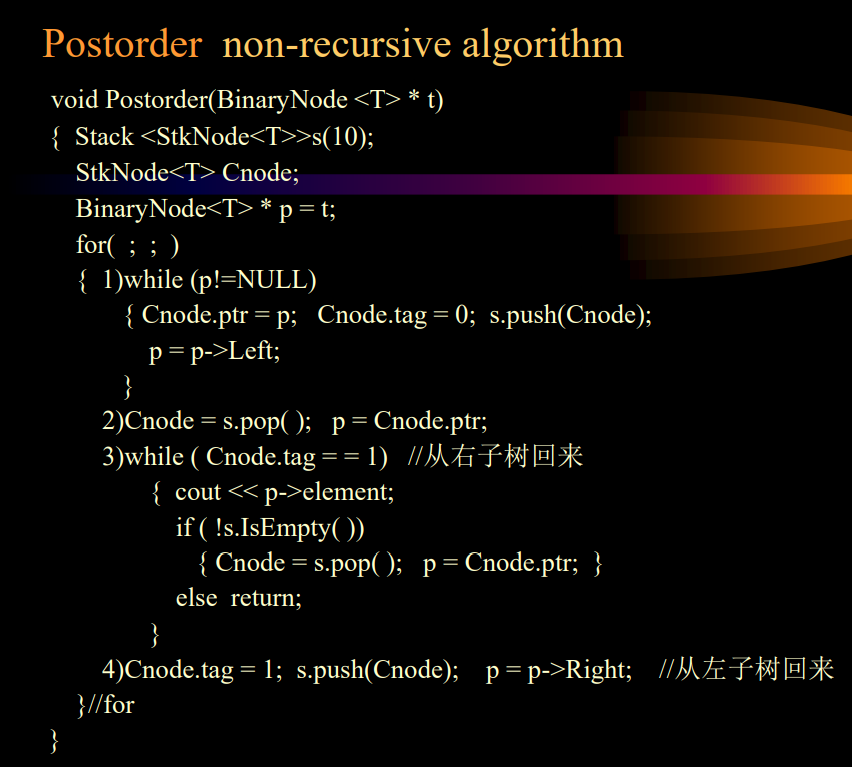 Postorder non-recursive algorithm
void Postorder(BinaryNode <T> * t)
{ Stack <StkNode<T>>s(10);
StkNode<T> Cnode;
BinaryNode<T> * p = t;
for( ; ; )
{ 1)while (p!=NULL)
{ Cnode.ptr = p; Cnode.tag = 0; s.push(Cnode);
p = p->Left;
}
2)Cnode = s.pop( ); p = Cnode.ptr;
3)while ( Cnode.tag = = 1) //从右子树回来
{ cout << p->element;
if ( !s.IsEmpty( ))
{ Cnode = s.pop( ); p = Cnode.ptr; }
else return;
}
4)Cnode.tag = 1; s.push(Cnode); p = p->Right; //从左子树回来
}//for
}